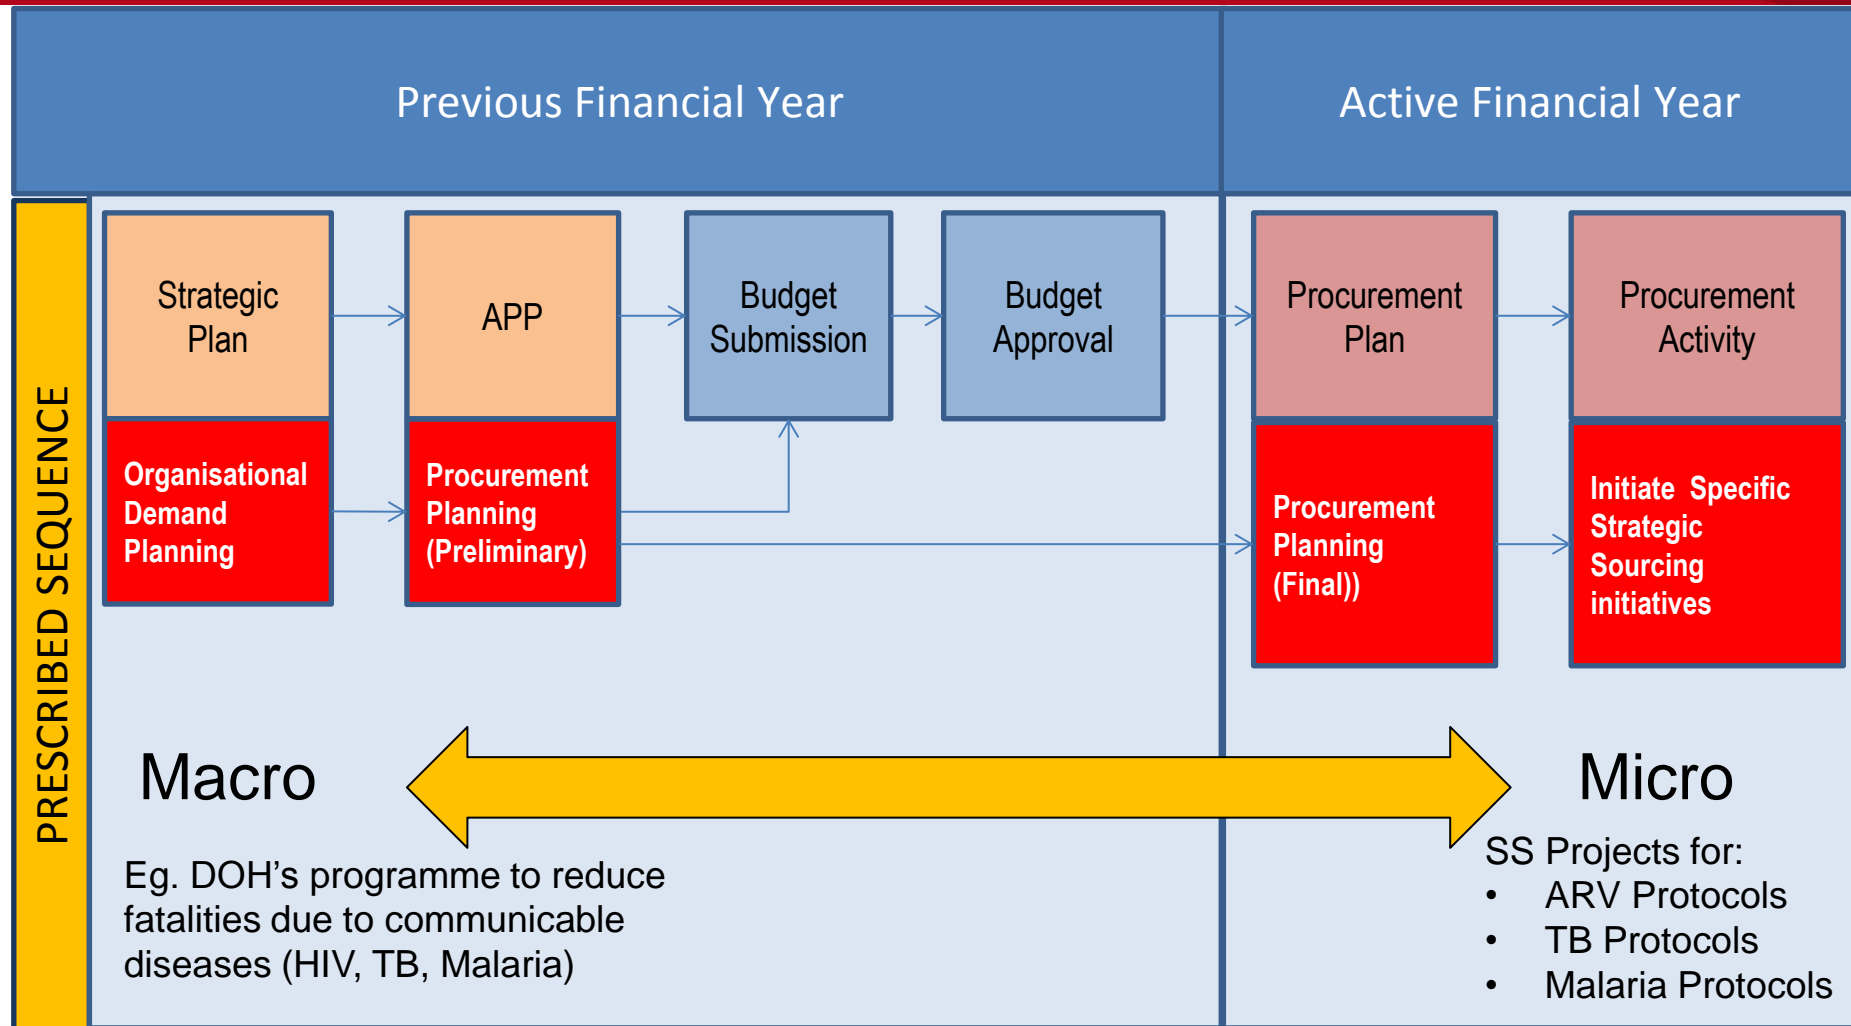 Previous Financial Year
Active Financial Year
PRESCRIBED SEQUENCE
Strategic
Plan
APP
Budget
Submission
Budget
Approval
Procurement
Plan
Procurement
Activity
Organisational
Demand
Planning
Procurement
Planning
(Preliminary)
Procurement
Planning
(Final))
Initiate Specific
Strategic
Sourcing
initiatives
Macro
Micro
Eg. DOH’s programme to reduce
fatalities due to communicable
diseases (HIV, TB, Malaria)
SS Projects for:
• ARV Protocols
• TB Protocols
• Malaria Protocols